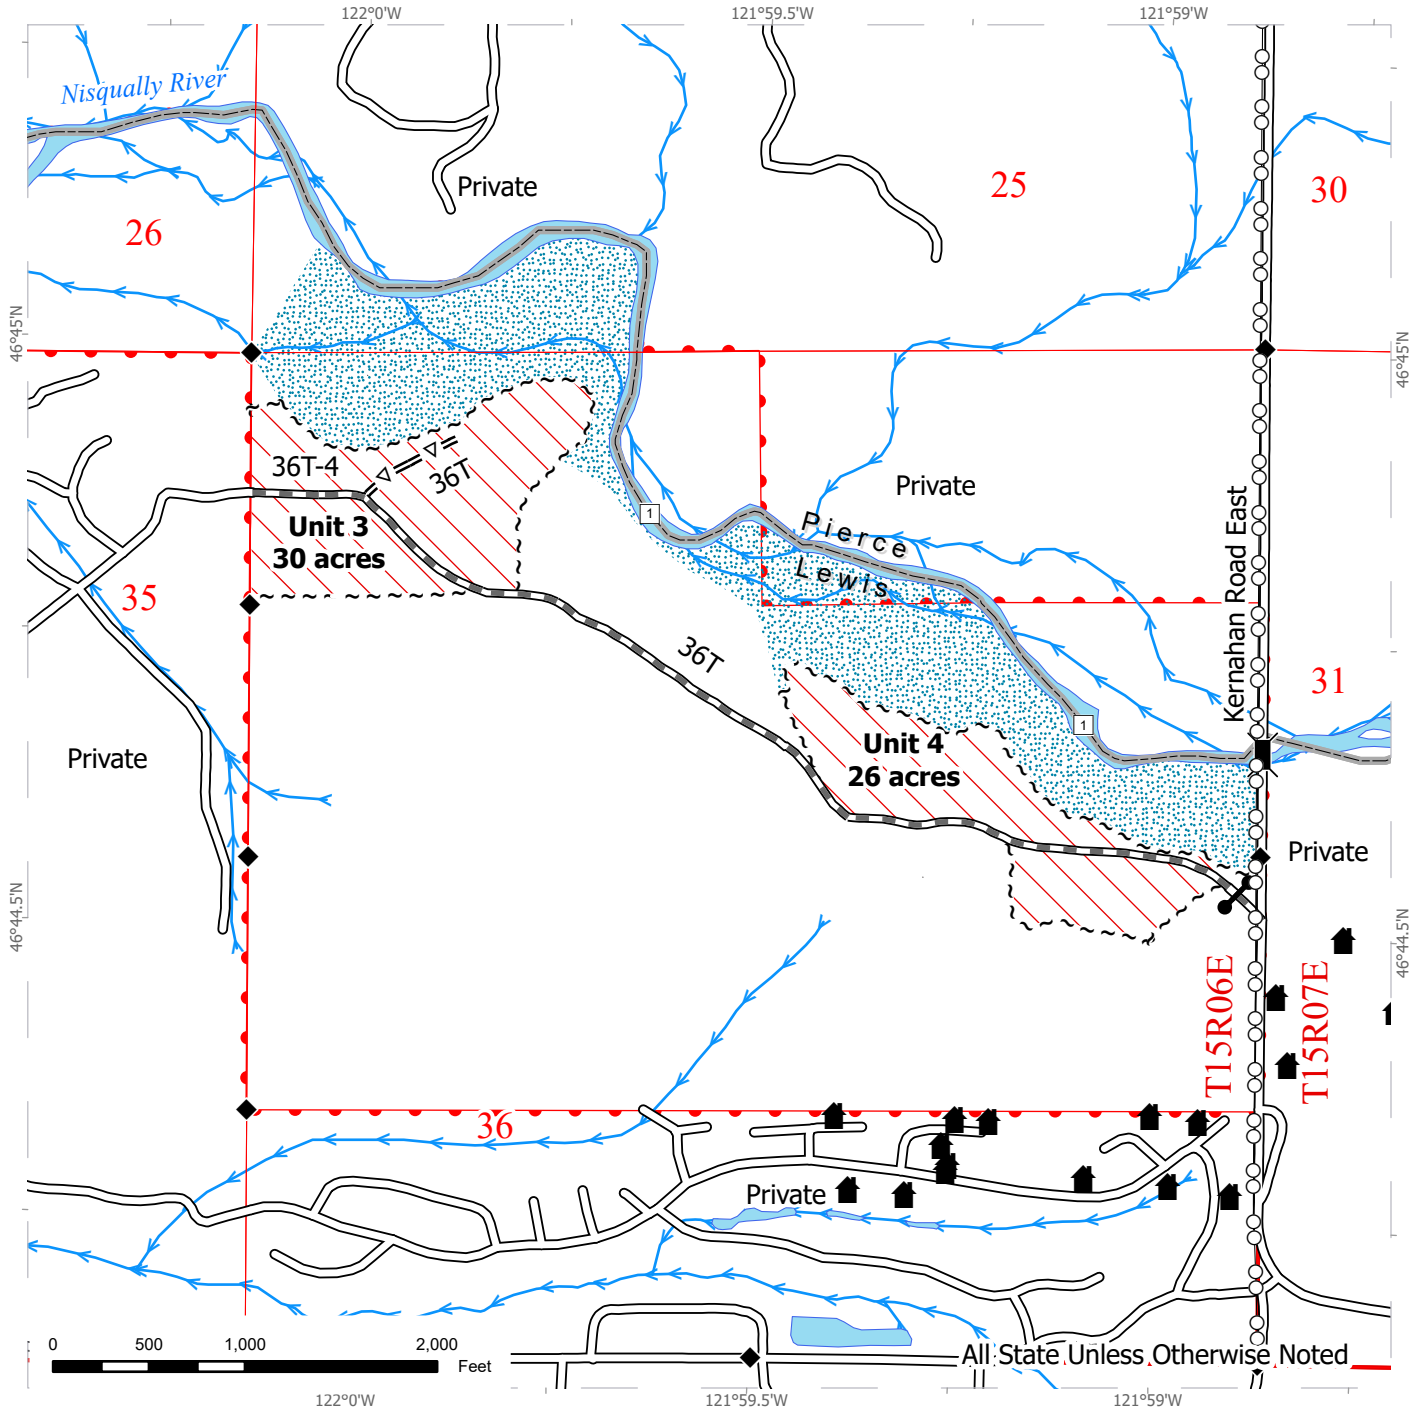 122°0'W
121°59.5'W
121°59'W
Nisqually River
Private
25
30
26
46°45'N
46°45'N
36T-4
36T
Private
1
Unit 3
30 acres
Pierce
Lewis
Kernahan Road East
35
36T
31
1
Unit 4
26 acres
Private
Private
46°44.5'N
46°44.5'N
T15R06E
T15R07E
36
Private
0 500 1,000 2,000
Feet
All State Unless Otherwise Noted
122°0'W
121°59.5'W
121°59'W